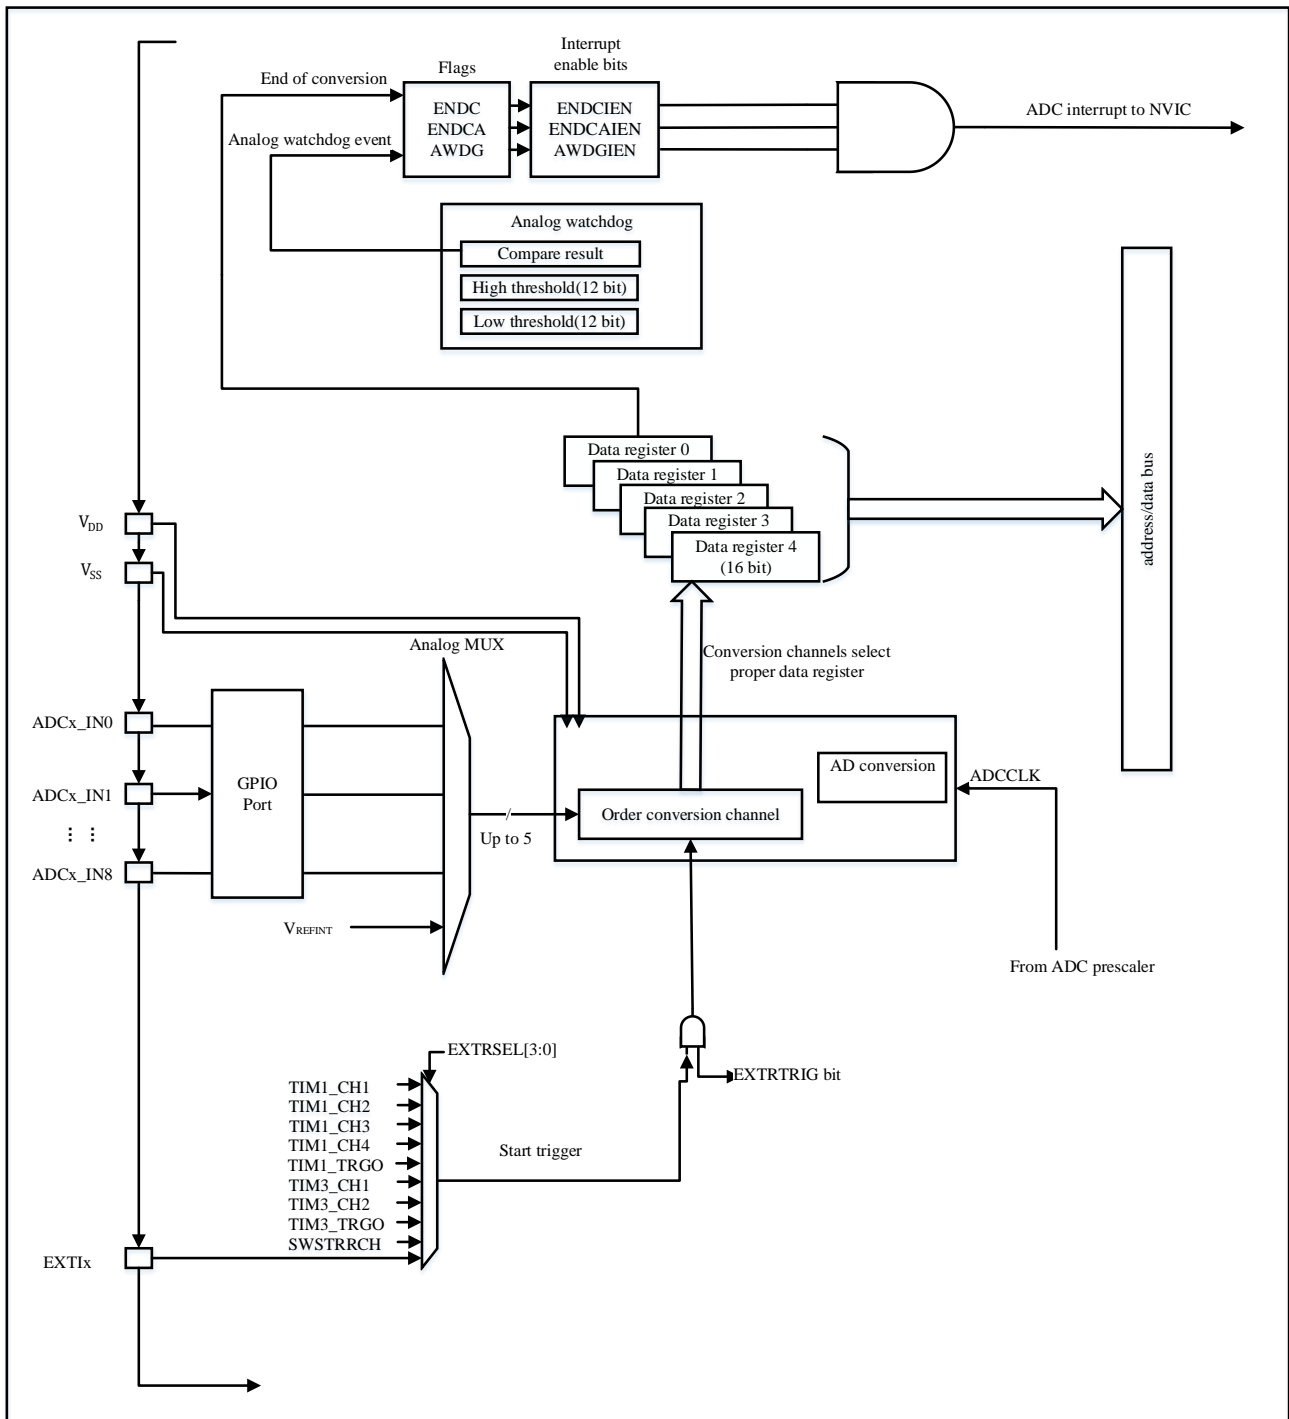 Interrupt
enable bits
Flags
End of conversion
ENDC
ENDCA
AWDG
ENDCIEN
ENDCAIEN
AWDGIEN
ADC interrupt to NVIC
Analog watchdog event
Analog watchdog
Compare result
High threshold(12 bit)
Low threshold(12 bit)
address/data bus
Data register 0
Data register 1
Data register 2
Data register 3
Data register 4
(16 bit)
VDD
VSS
Analog MUX
Conversion channels select
proper data register
ADCx_IN0
ADCx_IN1
⋮ ⋮
ADCx_IN8
GPIO
Port
Up to 5
AD conversion
Order conversion channel
ADCCLK
VREFINT
From ADC prescaler
EXTRSEL[3:0]
EXTRTRIG bit
TIM1_CH1
TIM1_CH2
TIM1_CH3
TIM1_CH4
TIM1_TRGO
TIM3_CH1
TIM3_CH2
TIM3_TRGO
SWSTRRCH
Start trigger
EXTIx